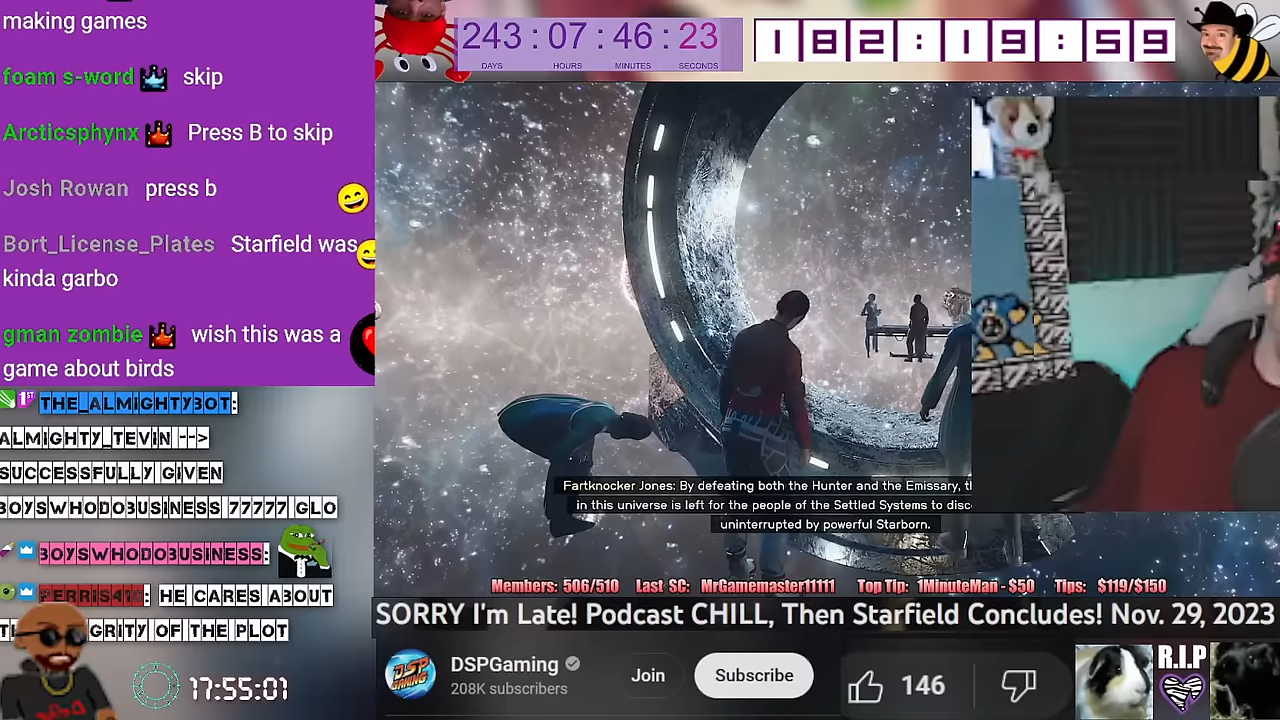 making games
foam s-word skip
Arcticsphynx Press B to skip
Josh Rowan press b
Bort_License_Plates Starfield was
kinda garbo
gman zombie wish this was a
game about birds
1ST THE_ALMIGHTYBOT:
ALMIGHTY_TEVIN -->
SUCCESSFULLY GIVEN
BOYSWHODOBUSINESS 77777 GLO
BOYSWHODOBUSINESS:
HE CARES ABOUT
OF THE PLOT
17:55:01
243 : 07 : 46 : 23
DAYS HOURS MINUTES SECONDS
182:19:59
Fartknocker Jones: By defeating both the Hunter and the Emissary,
in this universe is left for the people of the Settled Systems to
uninterrupted by powerful Starborn.
Members: 506/510 Last SC: MrGamemaster11111 Top Tip: 1MinuteMan - $50 Tips: $119/$150
SORRY I'm Late! Podcast CHILL, Then Starfield Concludes! Nov. 29, 2023
DSP GAMING
DSPGaming
208K subscribers
Join
Subscribe
146
R.I.P